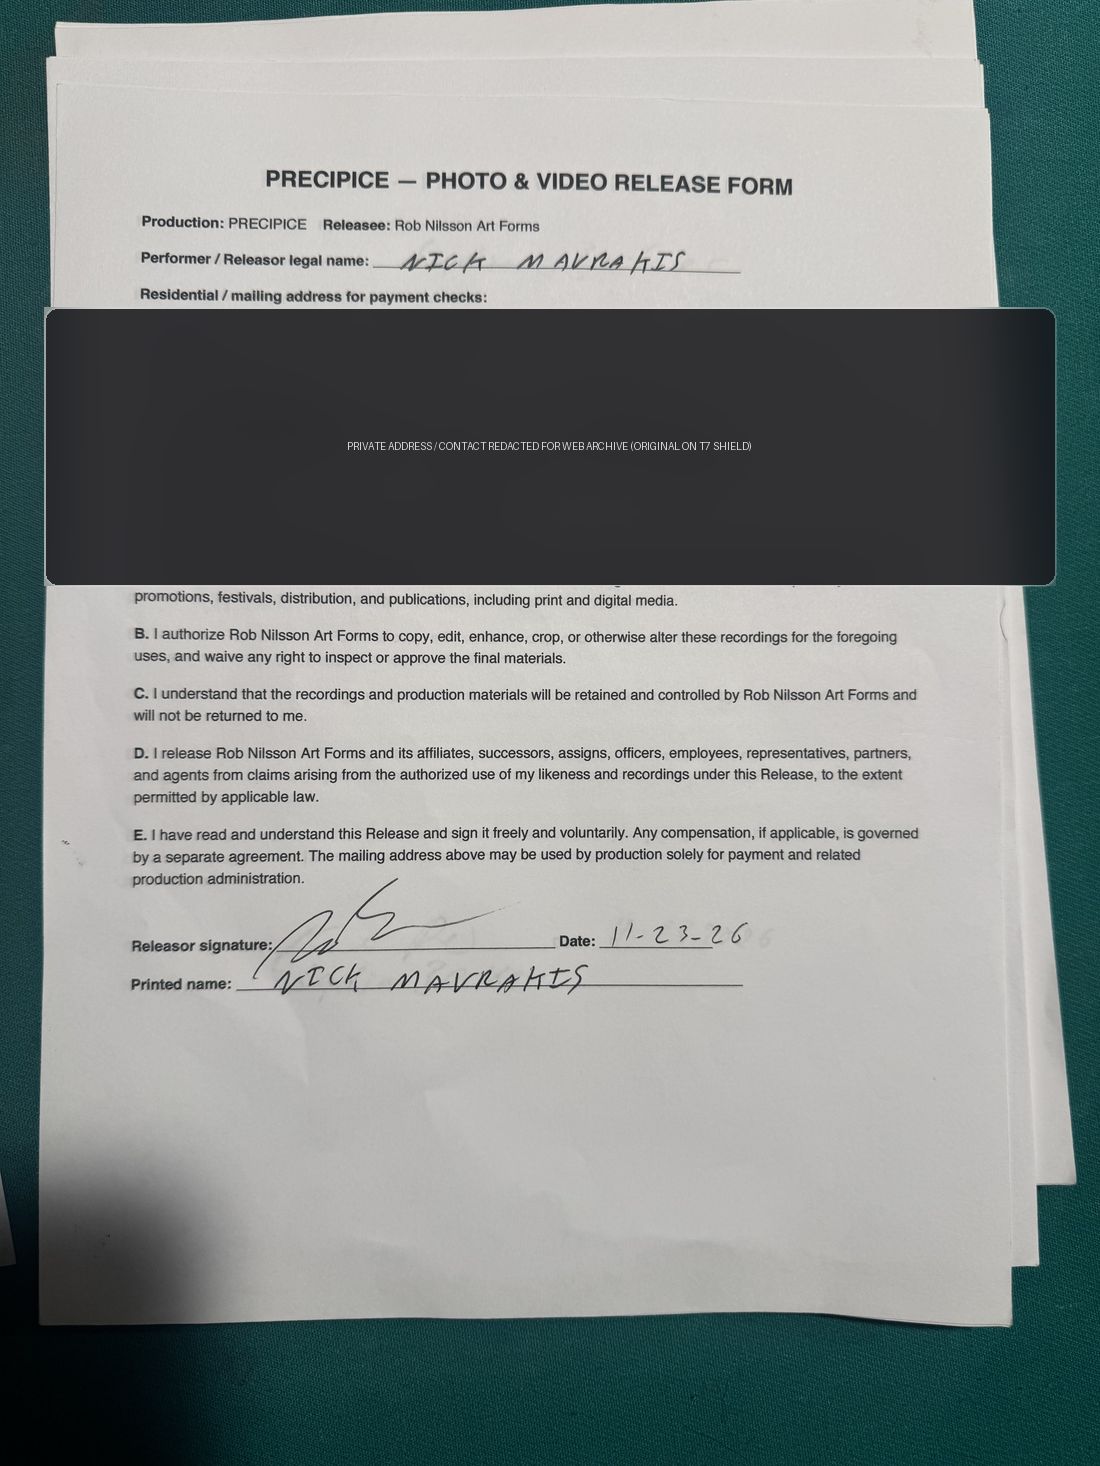 PRECIPICE — PHOTO & VIDEO RELEASE FORM
Production: PRECIPICE Releasee: Rob Nilsson Art Forms
Performer / Releasor legal name: NICK MAVRAKIS
Residential / mailing address for payment checks:
PRIVATE ADDRESS / CONTACT REDACTED FOR WEB ARCHIVE (ORIGINAL ON T7 SHIELD)
promotions, festivals, distribution, and publications, including print and digital media.
B. I authorize Rob Nilsson Art Forms to copy, edit, enhance, crop, or otherwise alter these recordings for the foregoing
uses, and waive any right to inspect or approve the final materials.
C. I understand that the recordings and production materials will be retained and controlled by Rob Nilsson Art Forms and
will not be returned to me.
D. I release Rob Nilsson Art Forms and its affiliates, successors, assigns, officers, employees, representatives, partners,
and agents from claims arising from the authorized use of my likeness and recordings under this Release, to the extent
permitted by applicable law.
E. I have read and understand this Release and sign it freely and voluntarily. Any compensation, if applicable, is governed
by a separate agreement. The mailing address above may be used by production solely for payment and related
production administration.
Releasor signature: Date: 11-23-26
Printed name: NICK MAVRAKIS